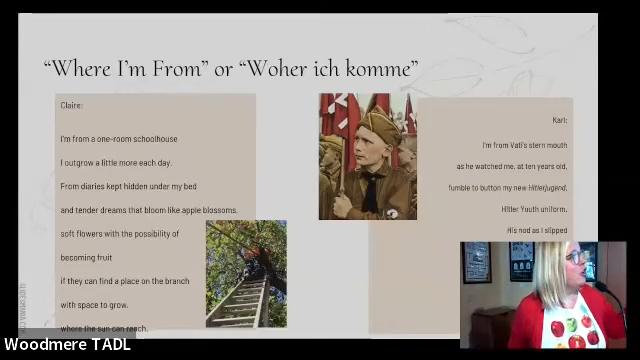 “Where I’m From” or “Woher ich komme”
Claire:
I'm from a one-room schoolhouse
I outgrow a little more each day.
From diaries kept hidden under my bed
and tender dreams that bloom like apple blossoms,
soft flowers with the possibility of
becoming fruit
if they can find a place on the branch
with space to grow.
where the sun can reach.
Karl:
I'm from Vati's stern mouth
as he watched me, at ten years old,
fumble to button my new Hitlerjugend,
Hitler Youth uniform.
His nod as I slipped
Woodmere TADL